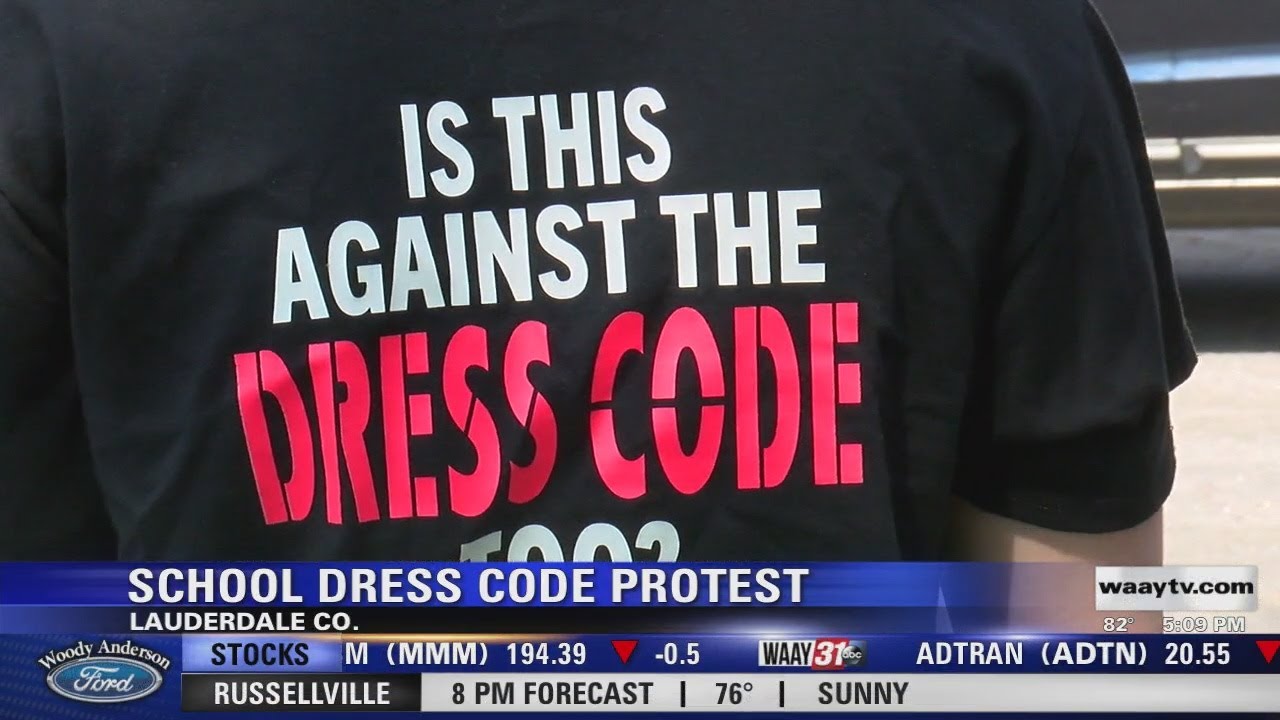 IS THIS
AGAINST THE
DRESS CODE
TOO?
SCHOOL DRESS CODE PROTEST
waaytv.com
LAUDERDALE CO.
82° 5:09 PM
Woody Anderson
Ford
STOCKS M (MMM) 194.39 ▼ -0.5 WAAY 31 abc ADTRAN (ADTN) 20.55 ▼
RUSSELLVILLE 8 PM FORECAST | 76° | SUNNY